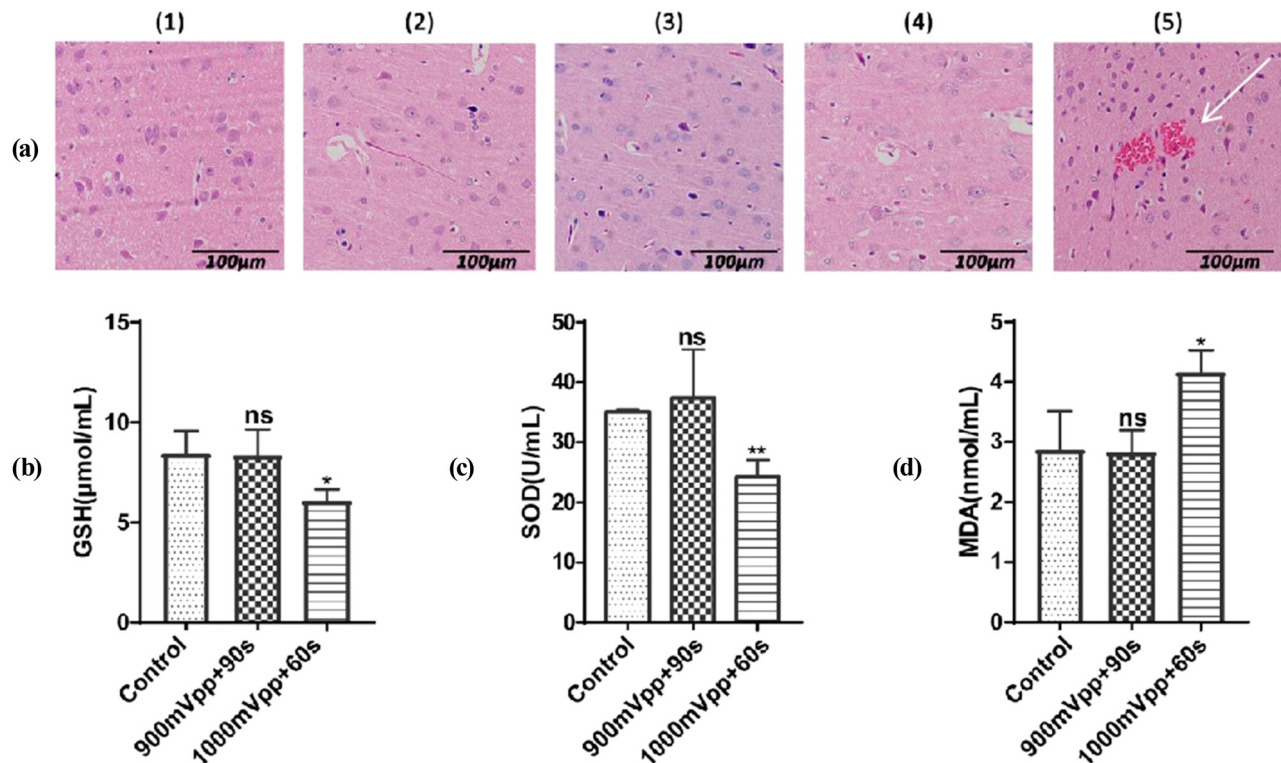 (1) (2) (3) (4) (5)
(a)
100μm 100μm 100μm 100μm 100μm
(b)
GSH(μmol/mL)
15
10
5
0
ns
*
Control
900mVpp+90s
1000mVpp+60s
(c)
SOD(U/mL)
50
40
30
20
10
0
ns
**
Control
900mVpp+90s
1000mVpp+60s
(d)
MDA(nmol/mL)
5
4
3
2
1
0
ns
*
Control
900mVpp+90s
1000mVpp+60s